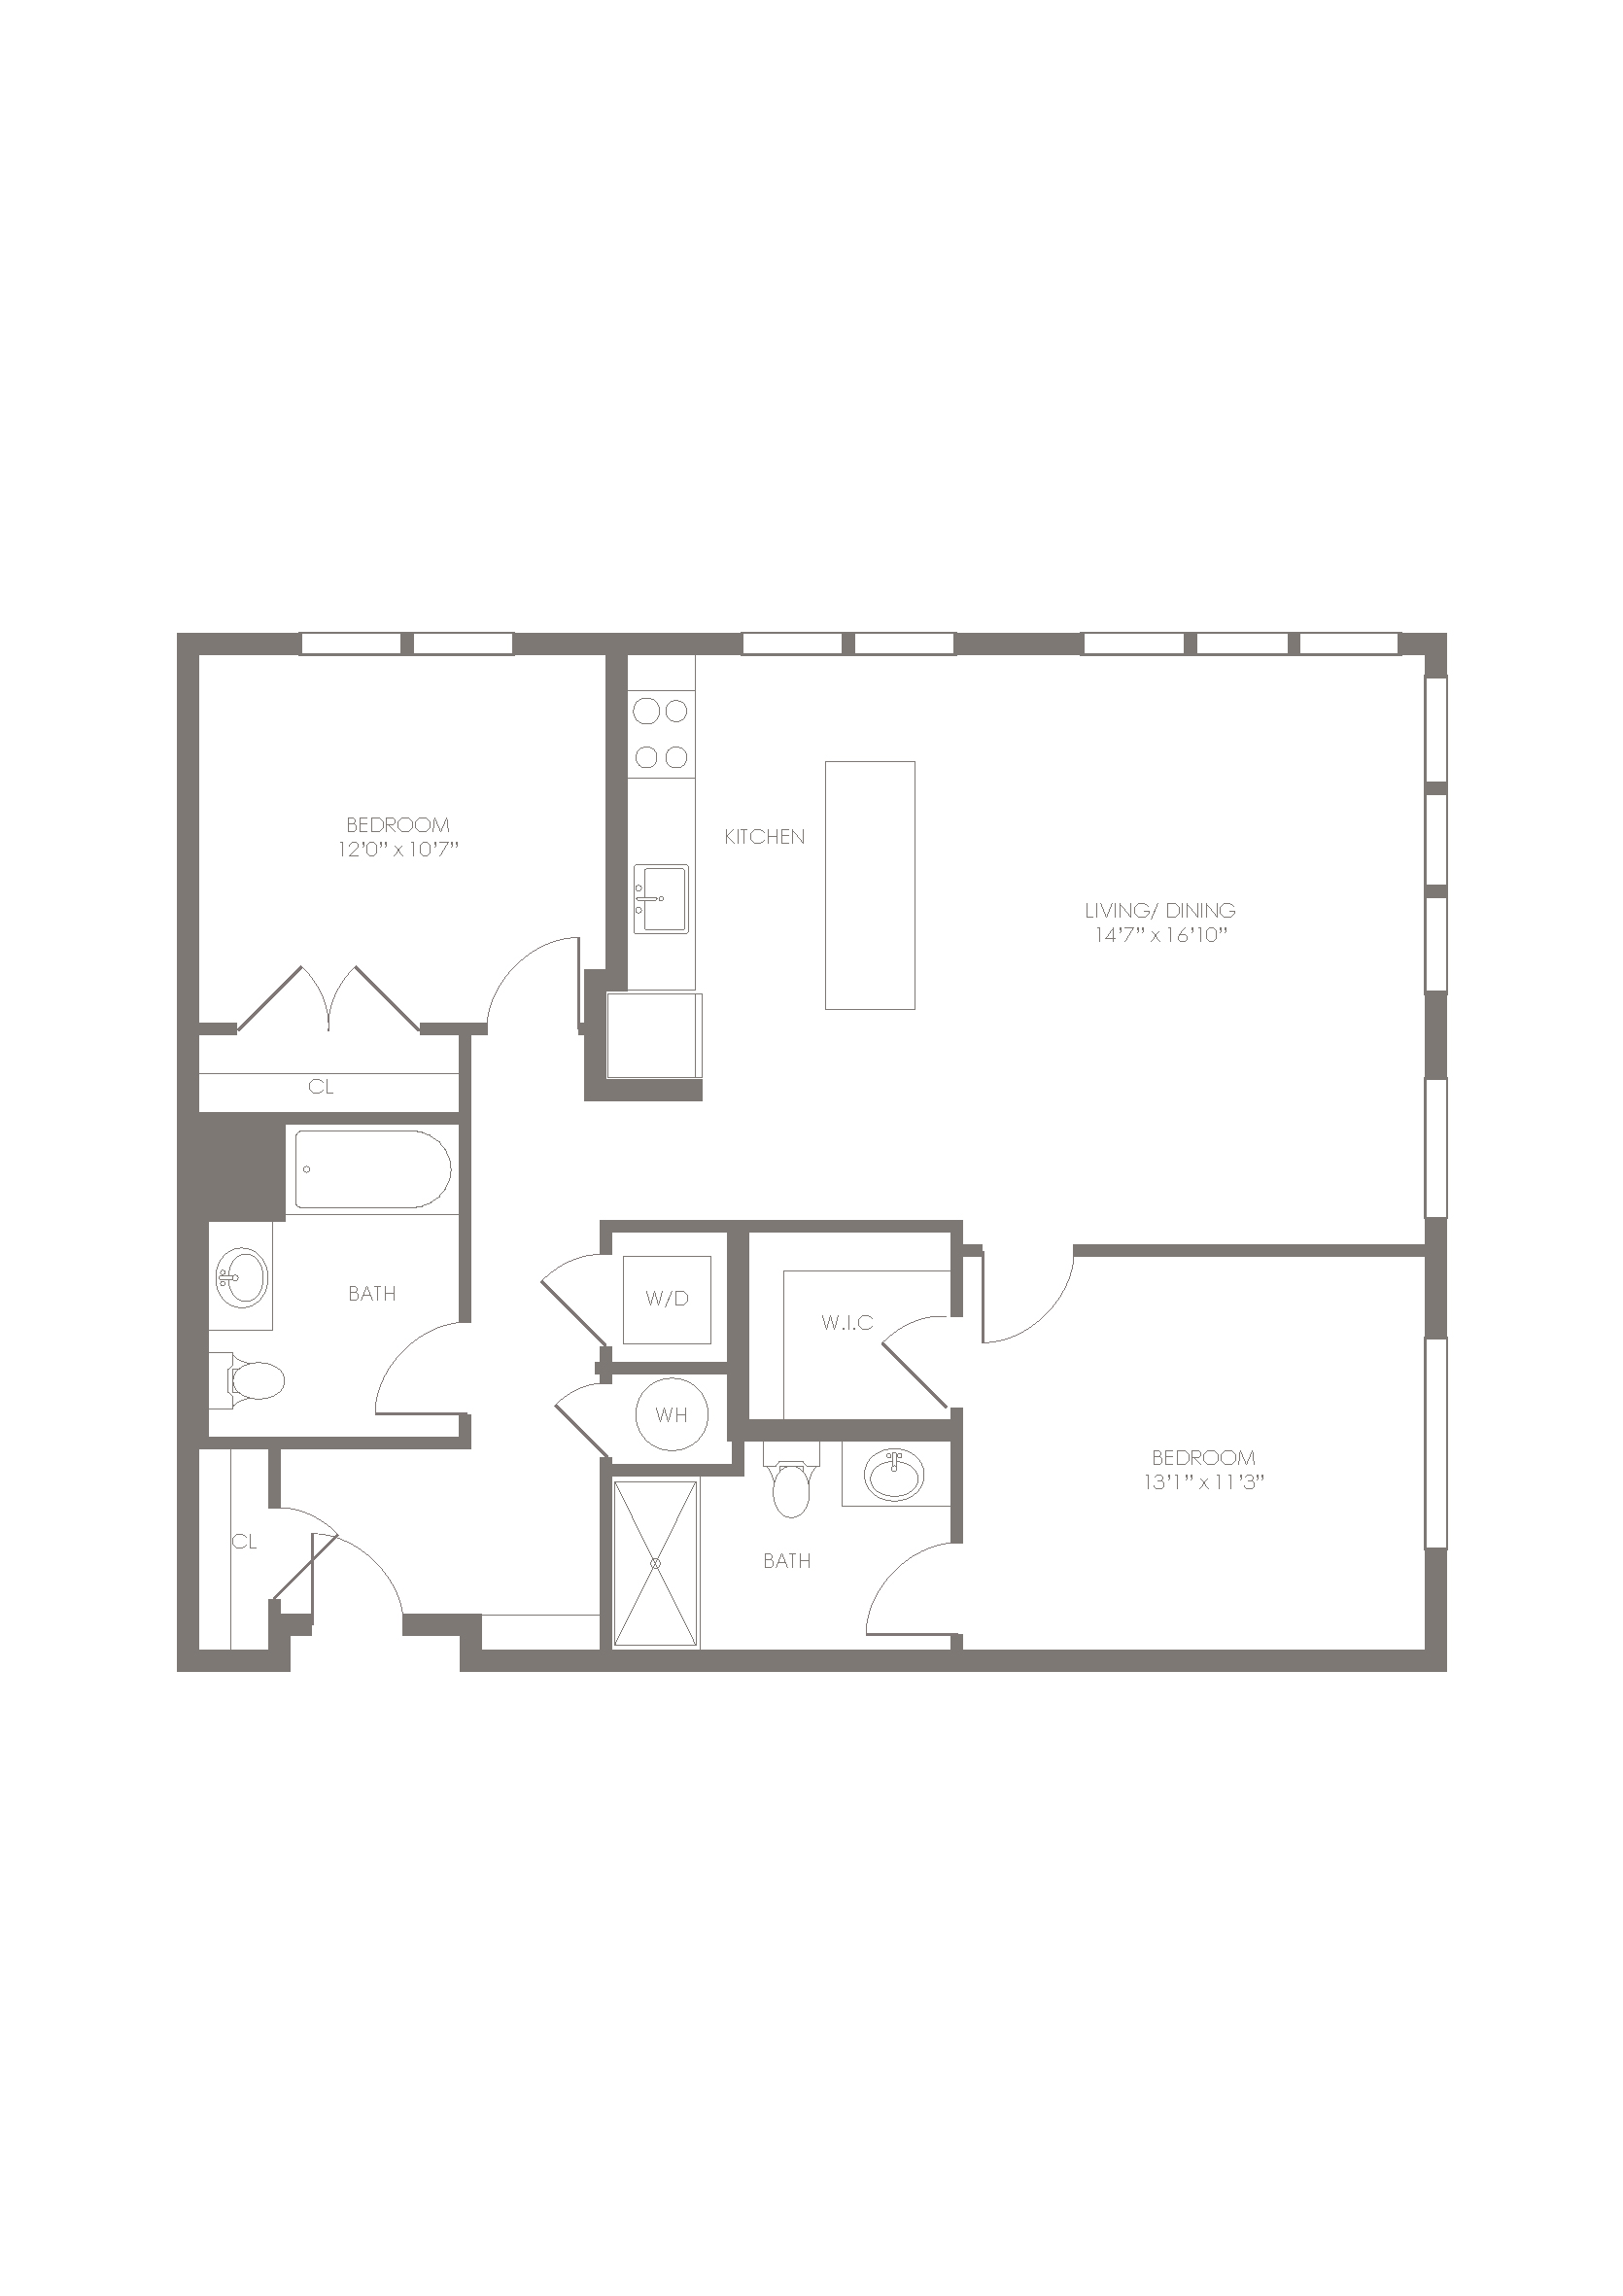 BEDROOM
12’0” x 10’7”
KITCHEN
LIVING/ DINING
14’7” x 16’10”
CL
BATH
W/D
W.I.C
WH
BEDROOM
13’1” x 11’3”
CL
BATH